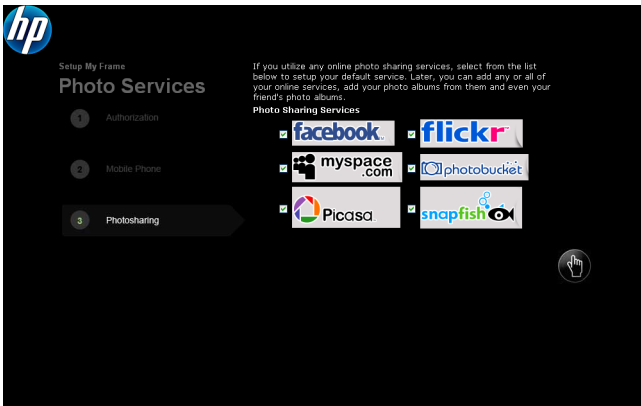 hp
Setup My Frame
Photo Services
1 Authorization
2 Mobile Phone
3 Photosharing
If you utilize any online photo sharing services, select from the list
below to setup your default service. Later, you can add any or all of
your online services, add your photo albums from them and even your
friend's photo albums.
Photo Sharing Services
facebook. flickr
myspace
.com
photobucket
Picasa
snapfish